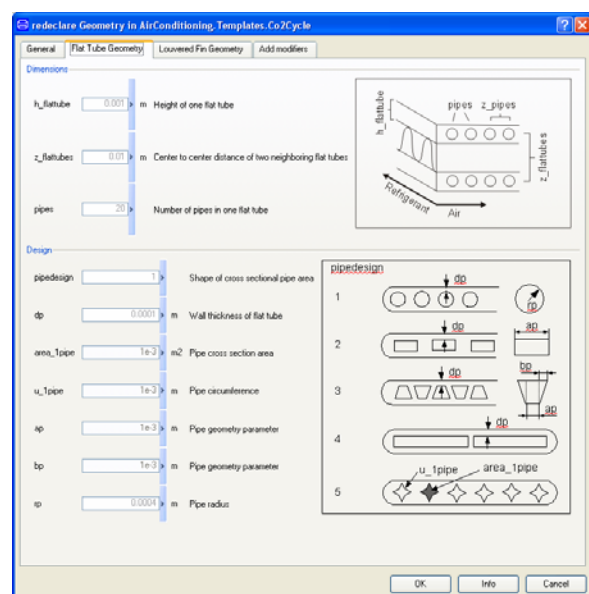 redeclare Geometry in AirConditioning.Templates.Co2Cycle
General Flat Tube Geometry Louvered Fin Geometry Add modifiers
Dimensions
h_flattube 0.001 m Height of one flat tube
z_flattubes 0.01 m Center to center distance of two neighboring flat tubes
pipes 20 Number of pipes in one flat tube
h_flattube
pipes z_pipes
z_flattubes
Refrigerant
Air
Design
pipedesign 1 Shape of cross sectional pipe area
dp 0.0001 m Wall thickness of flat tube
area_1pipe 1e-3 m2 Pipe cross section area
u_1pipe 1e-3 m Pipe circumference
ap 1e-3 m Pipe geometry parameter
bp 1e-3 m Pipe geometry parameter
rp 0.0004 m Pipe radius
pipedesign
1 dp rp
2 dp ap
3 dp bp ap
4 dp
5 u_1pipe area_1pipe
OK Info Cancel